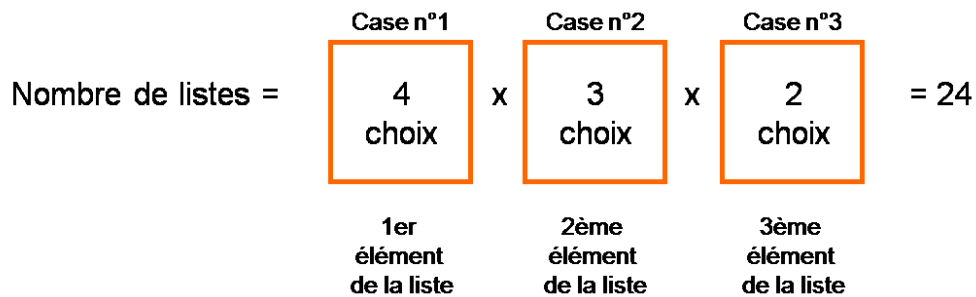 Case n°1 Case n°2 Case n°3
Nombre de listes = 4 x 3 x 2 = 24
choix choix choix
1er 2ème 3ème
élément élément élément
de la liste de la liste de la liste